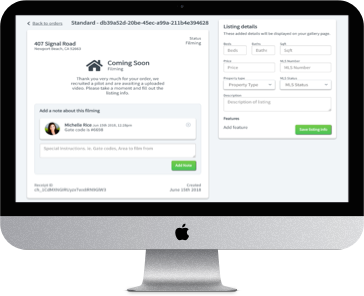 Back to orders
Standard - db39a52d-20be-45ec-a99a-211b4e394628
407 Signal Road
Newport Beach, CA 92663
Status
Filming
Coming Soon
Filming
Thank you very much for your order, we
recruited a pilot and are awaiting a uploaded
video. Please take a moment and fill out the
listing info.
Add a note about this filming
Michelle Rice Jun 15th 2018, 12:28pm
Gate code is #6608
Special instructions, ie. Gate codes, Area to film from
Add Note
Receipt ID
Created
June 15th 2018
Listing details
These added details will be displayed on your gallery page.
Beds
Baths
Sqft
Beds
Baths
Sqft
Price
MLS Number
Price
MLS Number
Property type
MLS Status
Property Type
MLS Status
Description
Description of listing
Features
Add feature
Save listing info